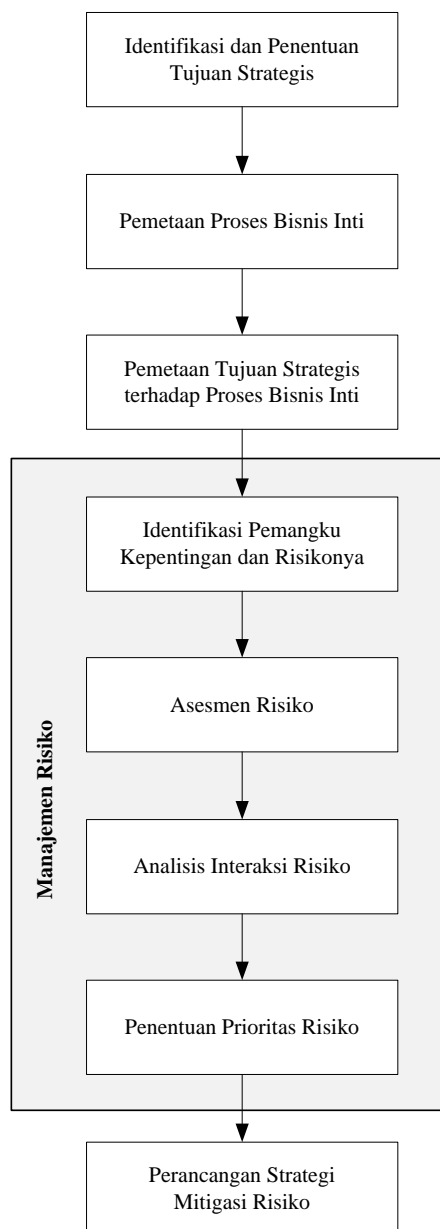 Identifikasi dan Penentuan
Tujuan Strategis
Pemetaan Proses Bisnis Inti
Pemetaan Tujuan Strategis
terhadap Proses Bisnis Inti
Manajemen Risiko
Identifikasi Pemangku
Kepentingan dan Risikonya
Asesmen Risiko
Analisis Interaksi Risiko
Penentuan Prioritas Risiko
Perancangan Strategi
Mitigasi Risiko